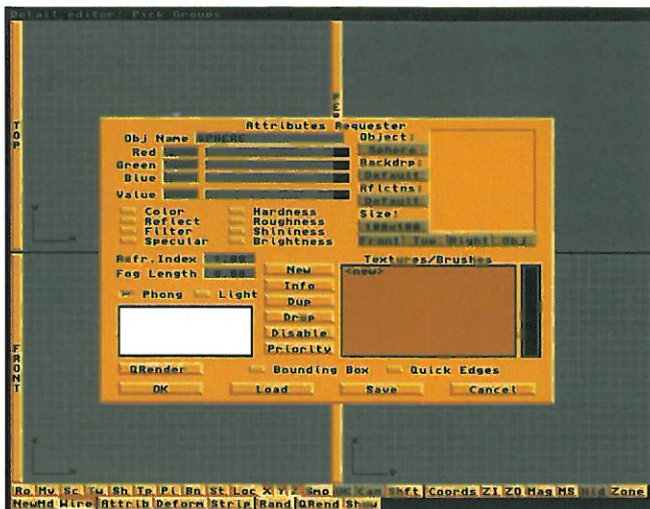 Detail editor: Pick Groups
TOP
PER
Attributes Requester
Obj Name SPHERE
Object:
Sphere
Red
Green
Blue
Value
Backdrp:
Default
Rflctns:
Default
Size:
100x100
Front Top Right Obj
Color Hardness
Reflect Roughness
Filter Shininess
Specular Brightness
Refr.Index 1.00
Fog Length 0.00
Phong Light
New
Info
Dup
Drop
Disable
Priority
Textures/Brushes
<new>
FRONT
QRender Bounding Box Quick Edges
OK Load Save Cancel
Ro Mv Sc Tw Sh Tp Pl Bn St Loc X Y Z Smo Cam Shft Coords ZI ZO Mag MS Zone
NewMd Wire Attrib Deform Strip Rand QRend Show